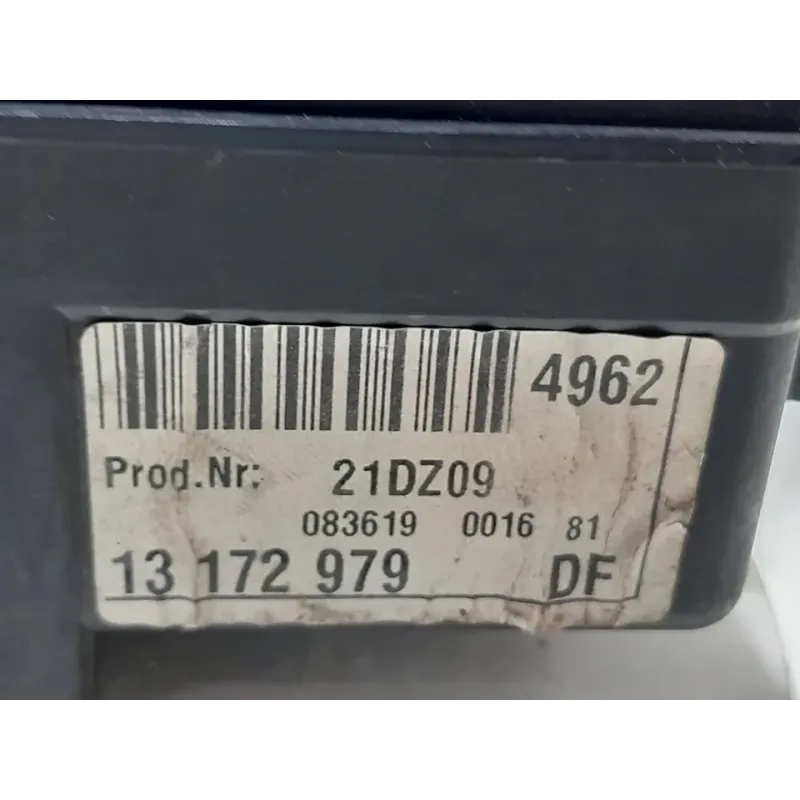 4962
Prod.Nr: 21DZ09
083619 0016 81
13 172 979 DF